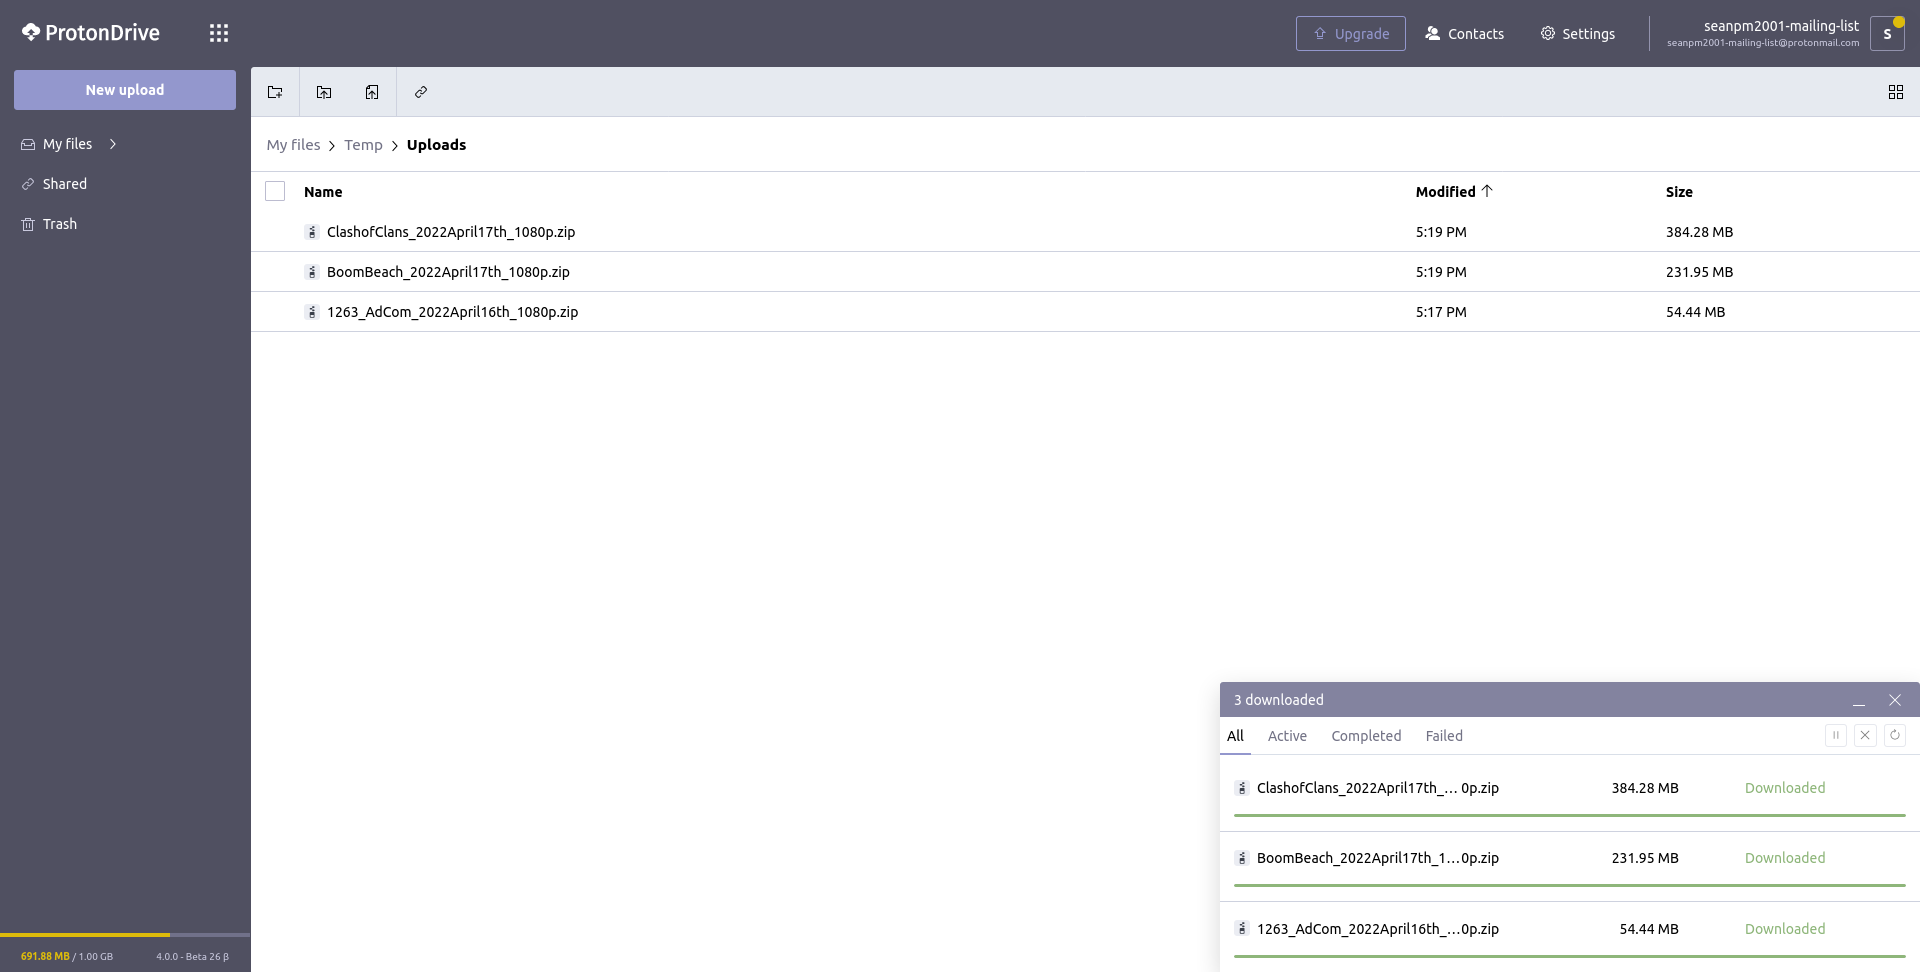 ProtonDrive
Upgrade
Contacts
Settings
seanpm2001-mailing-list
seanpm2001-mailing-list@protonmail.com
S
New upload
My files
Shared
Trash
My files > Temp > Uploads
Name Modified Size
ClashofClans_2022April17th_1080p.zip 5:19 PM 384.28 MB
BoomBeach_2022April17th_1080p.zip 5:19 PM 231.95 MB
1263_AdCom_2022April16th_1080p.zip 5:17 PM 54.44 MB
3 downloaded
All Active Completed Failed
ClashofClans_2022April17th_... 0p.zip 384.28 MB Downloaded
BoomBeach_2022April17th_1...0p.zip 231.95 MB Downloaded
1263_AdCom_2022April16th_...0p.zip 54.44 MB Downloaded
691.88 MB / 1.00 GB 4.0.0 - Beta 26 β